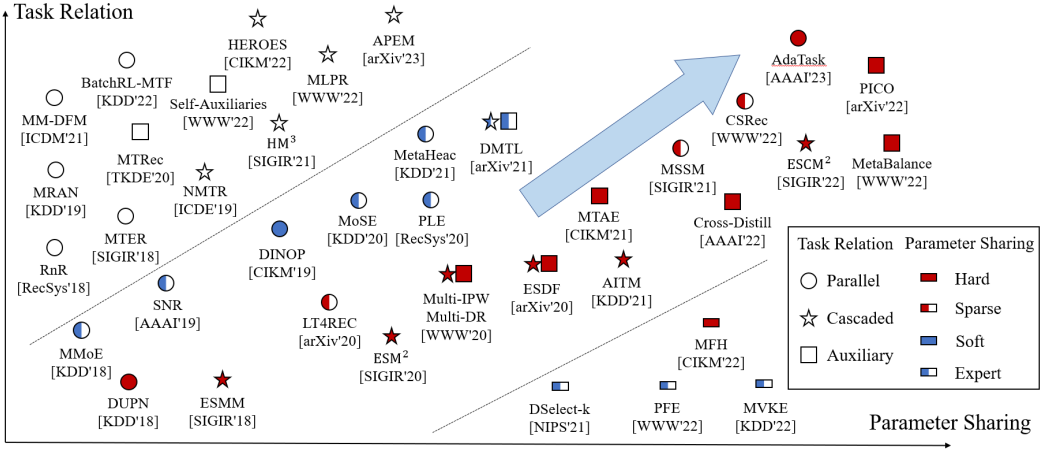 Task Relation
HEROES
[CIKM'22]
APEM
[arXiv'23]
MLPR
[WWW'22]
BatchRL-MTF
[KDD'22]
Self-Auxiliaries
[WWW'22]
MM-DFM
[ICDM'21]
HM³
[SIGIR'21]
MTRec
[TKDE'20]
MRAN
[KDD'19]
NMTR
[ICDE'19]
MTER
[SIGIR'18]
RnR
[RecSys'18]
AdaTask
[AAAI'23]
PICO
[arXiv'22]
CSRec
[WWW'22]
DMTL
[arXiv'21]
MetaHeac
[KDD'21]
MSSM
[SIGIR'21]
ESCM²
[SIGIR'22]
MetaBalance
[WWW'22]
MoSE
[KDD'20]
PLE
[RecSys'20]
MTAE
[CIKM'21]
Cross-Distill
[AAAI'22]
DINOP
[CIKM'19]
SNR
[AAAI'19]
LT4REC
[arXiv'20]
Multi-IPW
Multi-DR
[WWW'20]
ESDF
[arXiv'20]
AITM
[KDD'21]
MMoE
[KDD'18]
ESM²
[SIGIR'20]
DUPN
[KDD'18]
ESMM
[SIGIR'18]
MFH
[CIKM'22]
DSelect-k
[NIPS'21]
PFE
[WWW'22]
MVKE
[KDD'22]
Task Relation
Parallel
Cascaded
Auxiliary
Parameter Sharing
Hard
Sparse
Soft
Expert
Parameter Sharing